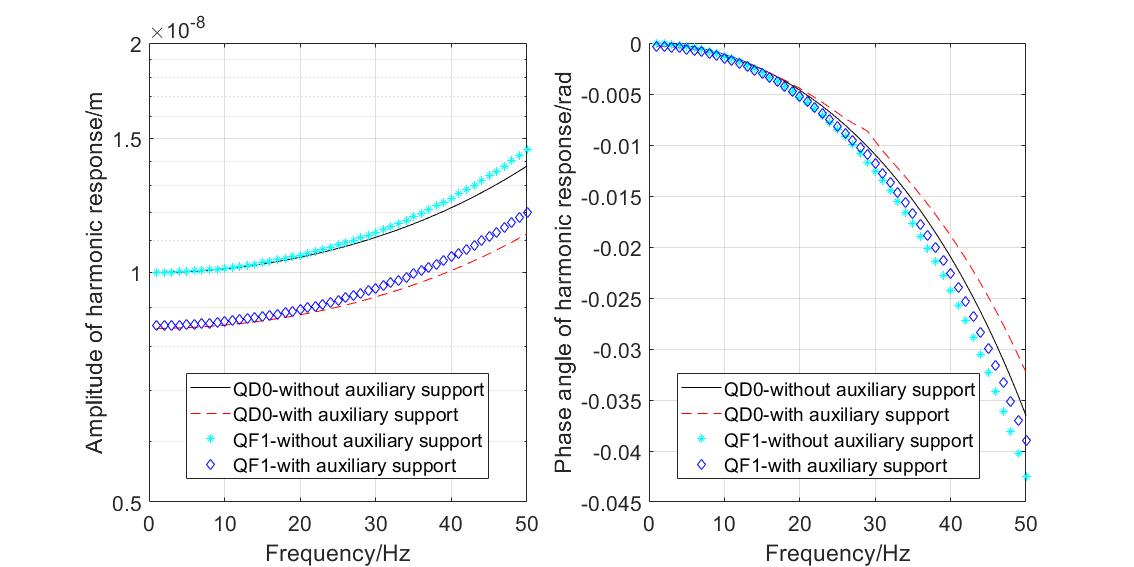 ×10⁻⁸
2
1.5
1
0.5
Amplitude of harmonic response/m
0 10 20 30 40 50
Frequency/Hz
QD0-without auxiliary support
QD0-with auxiliary support
QF1-without auxiliary support
QF1-with auxiliary support
0
-0.005
-0.01
-0.015
-0.02
-0.025
-0.03
-0.035
-0.04
-0.045
Phase angle of harmonic response/rad
0 10 20 30 40 50
Frequency/Hz
QD0-without auxiliary support
QD0-with auxiliary support
QF1-without auxiliary support
QF1-with auxiliary support